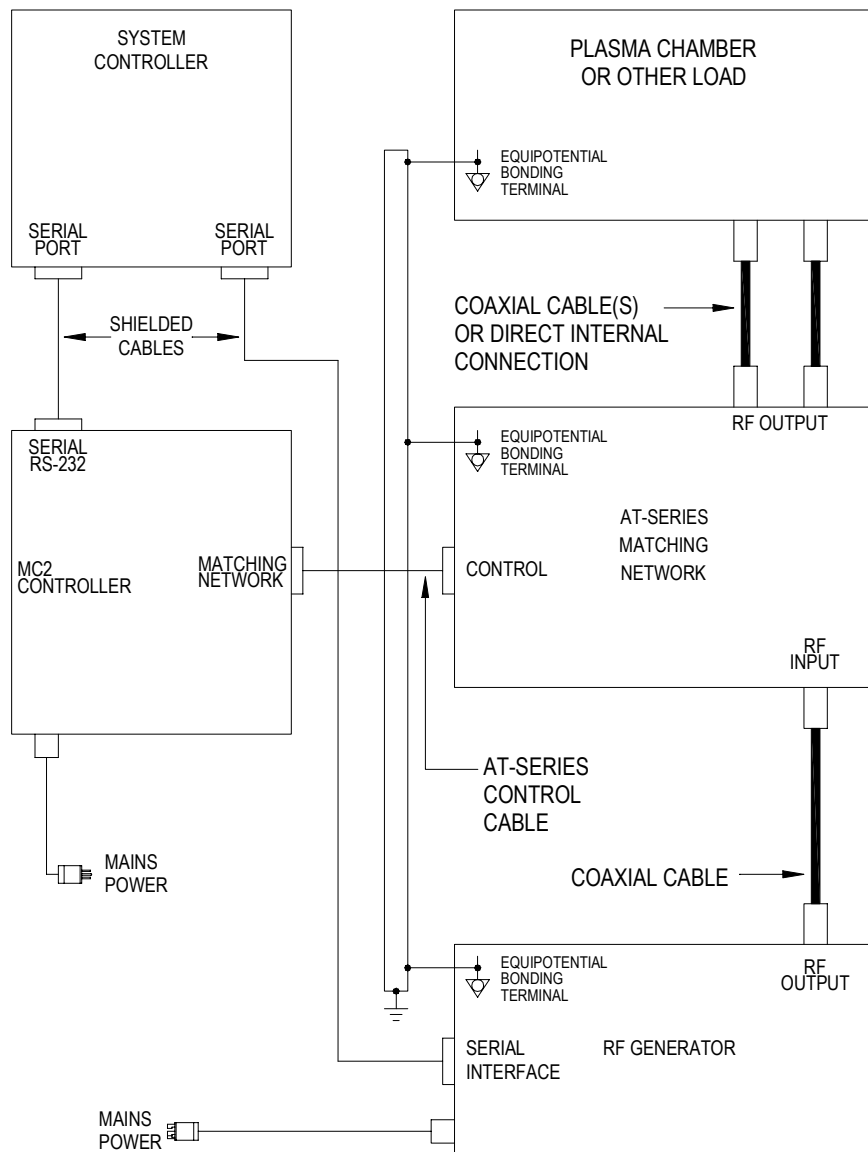 SYSTEM
CONTROLLER
SERIAL
PORT
SERIAL
PORT
SHIELDED
CABLES
SERIAL
RS-232
MC2
CONTROLLER
MATCHING
NETWORK
MAINS
POWER
PLASMA CHAMBER
OR OTHER LOAD
EQUIPOTENTIAL
BONDING
TERMINAL
COAXIAL CABLE(S)
OR DIRECT INTERNAL
CONNECTION
RF OUTPUT
EQUIPOTENTIAL
BONDING
TERMINAL
AT-SERIES
MATCHING
NETWORK
CONTROL
RF
INPUT
AT-SERIES
CONTROL
CABLE
COAXIAL CABLE
EQUIPOTENTIAL
BONDING
TERMINAL
RF
OUTPUT
SERIAL
INTERFACE
RF GENERATOR
MAINS
POWER